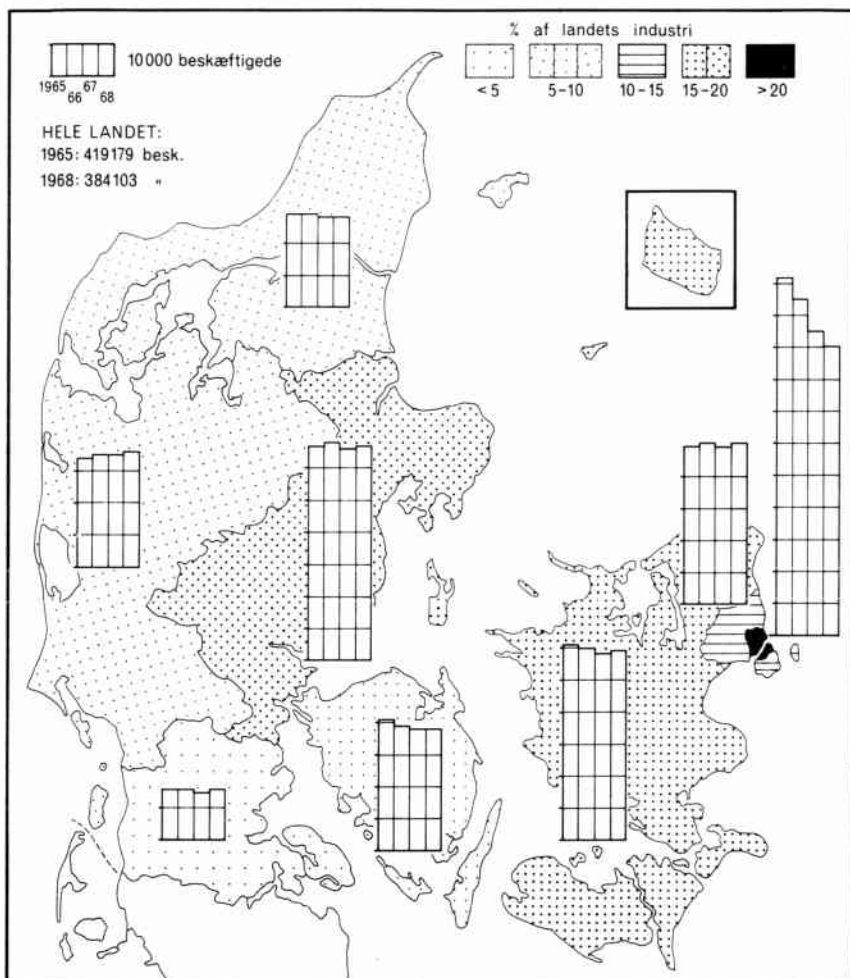 % af landets industri
10000 beskæftigede
1965 66 67 68
<5 5-10 10-15 15-20 >20
HELE LANDET:
1965: 419179 besk.
1968: 384103 "